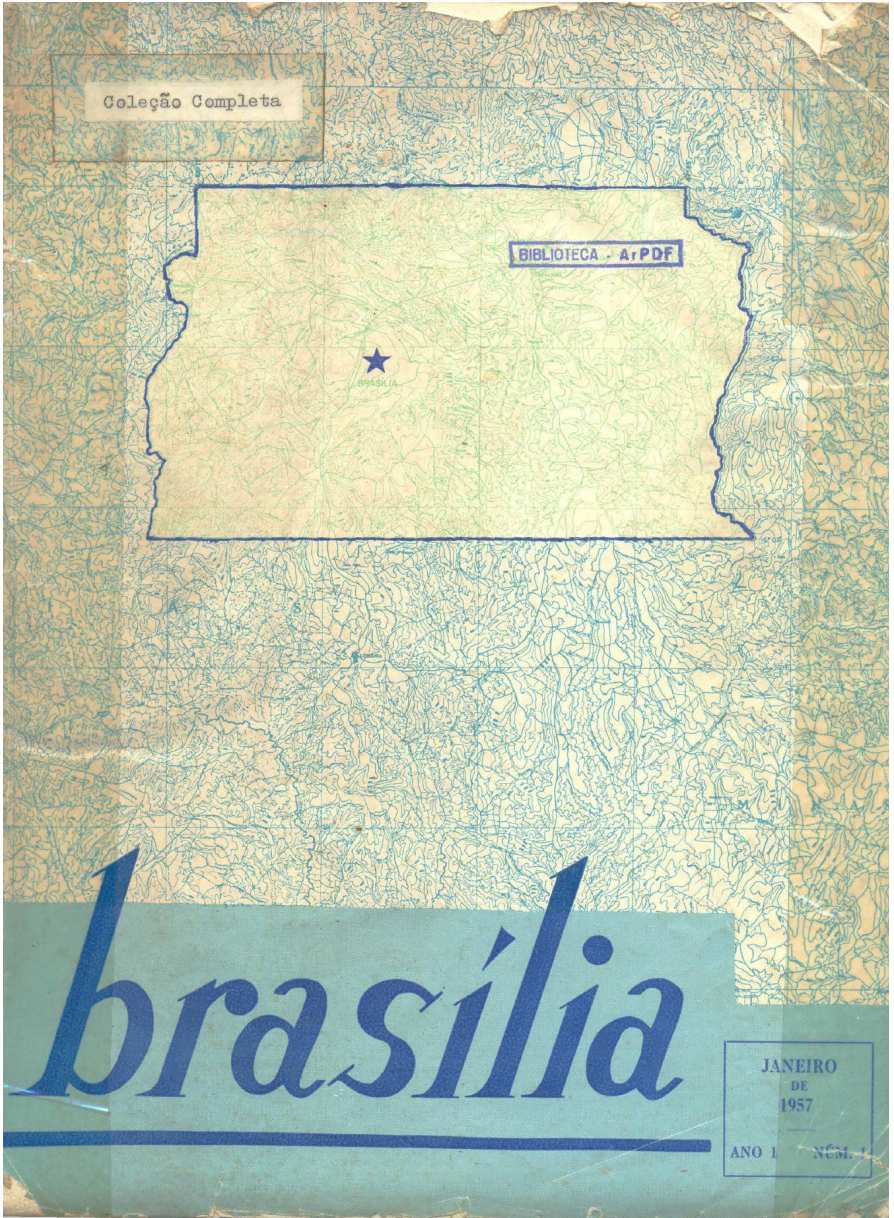 Coleção Completa
BIBLIOTECA - ArPDF
BRASÍLIA
brasília
JANEIRO
DE
1957
ANO 1 NÚM. 1